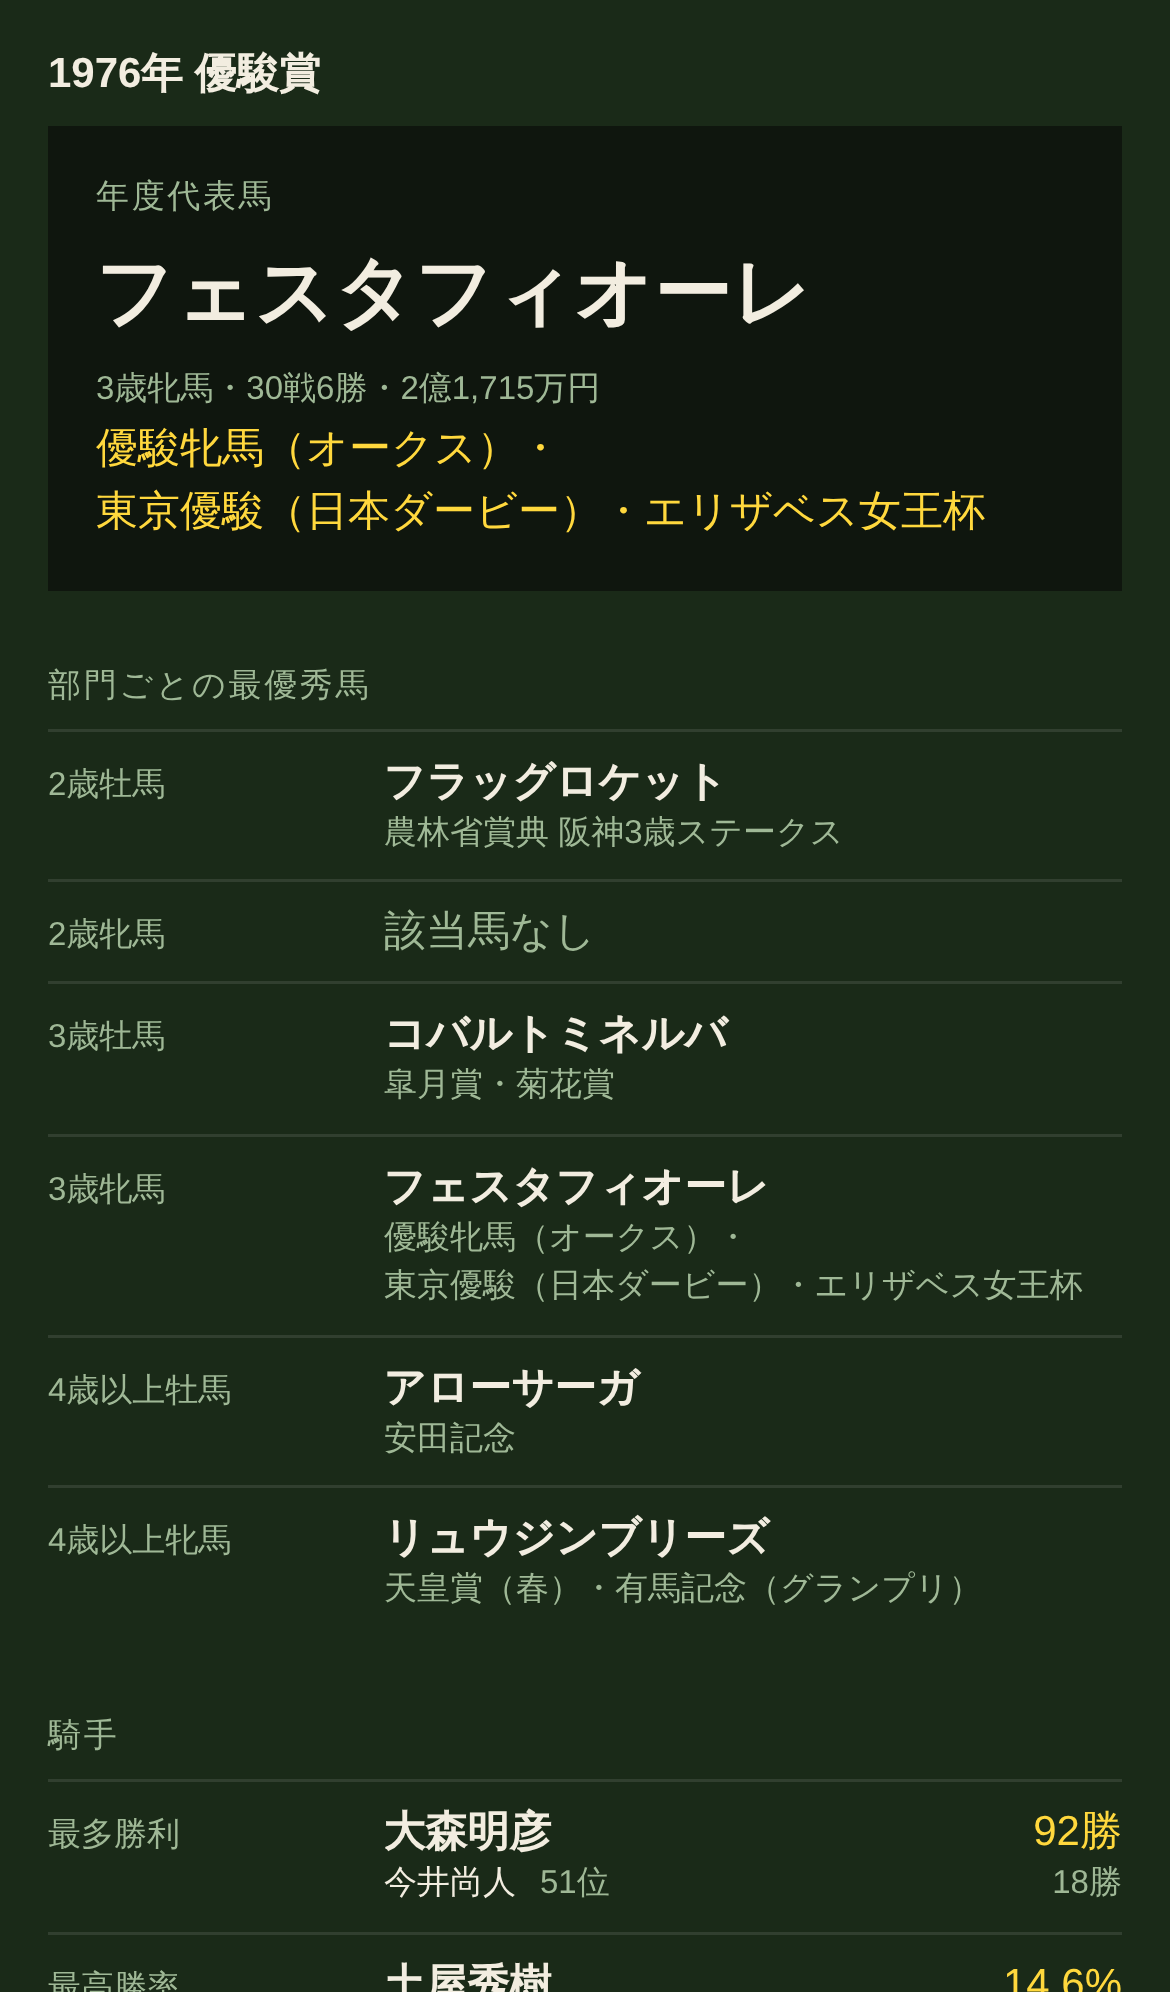 1976年 優駿賞
年度代表馬
フェスタフィオーレ
3歳牝馬・30戦6勝・2億1,715万円
優駿牝馬（オークス）・
東京優駿（日本ダービー）・エリザベス女王杯
部門ごとの最優秀馬
2歳牡馬 フラッグロケット
農林省賞典 阪神3歳ステークス
2歳牝馬 該当馬なし
3歳牡馬 コバルトミネルバ
皐月賞・菊花賞
3歳牝馬 フェスタフィオーレ
優駿牝馬（オークス）・
東京優駿（日本ダービー）・エリザベス女王杯
4歳以上牡馬 アローサーガ
安田記念
4歳以上牝馬 リュウジンブリーズ
天皇賞（春）・有馬記念（グランプリ）
騎手
最多勝利 大森明彦 92勝
今井尚人 51位 18勝
最高勝率 土屋秀樹 14.6%